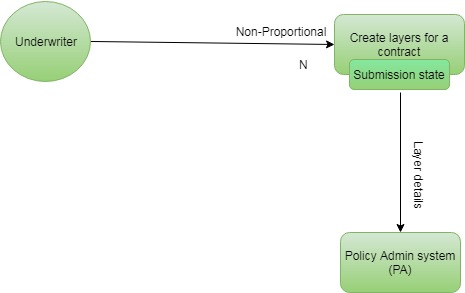 Underwriter
Non-Proportional
N
Create layers for a
contract
Submission state
Layer details
Policy Admin system
(PA)